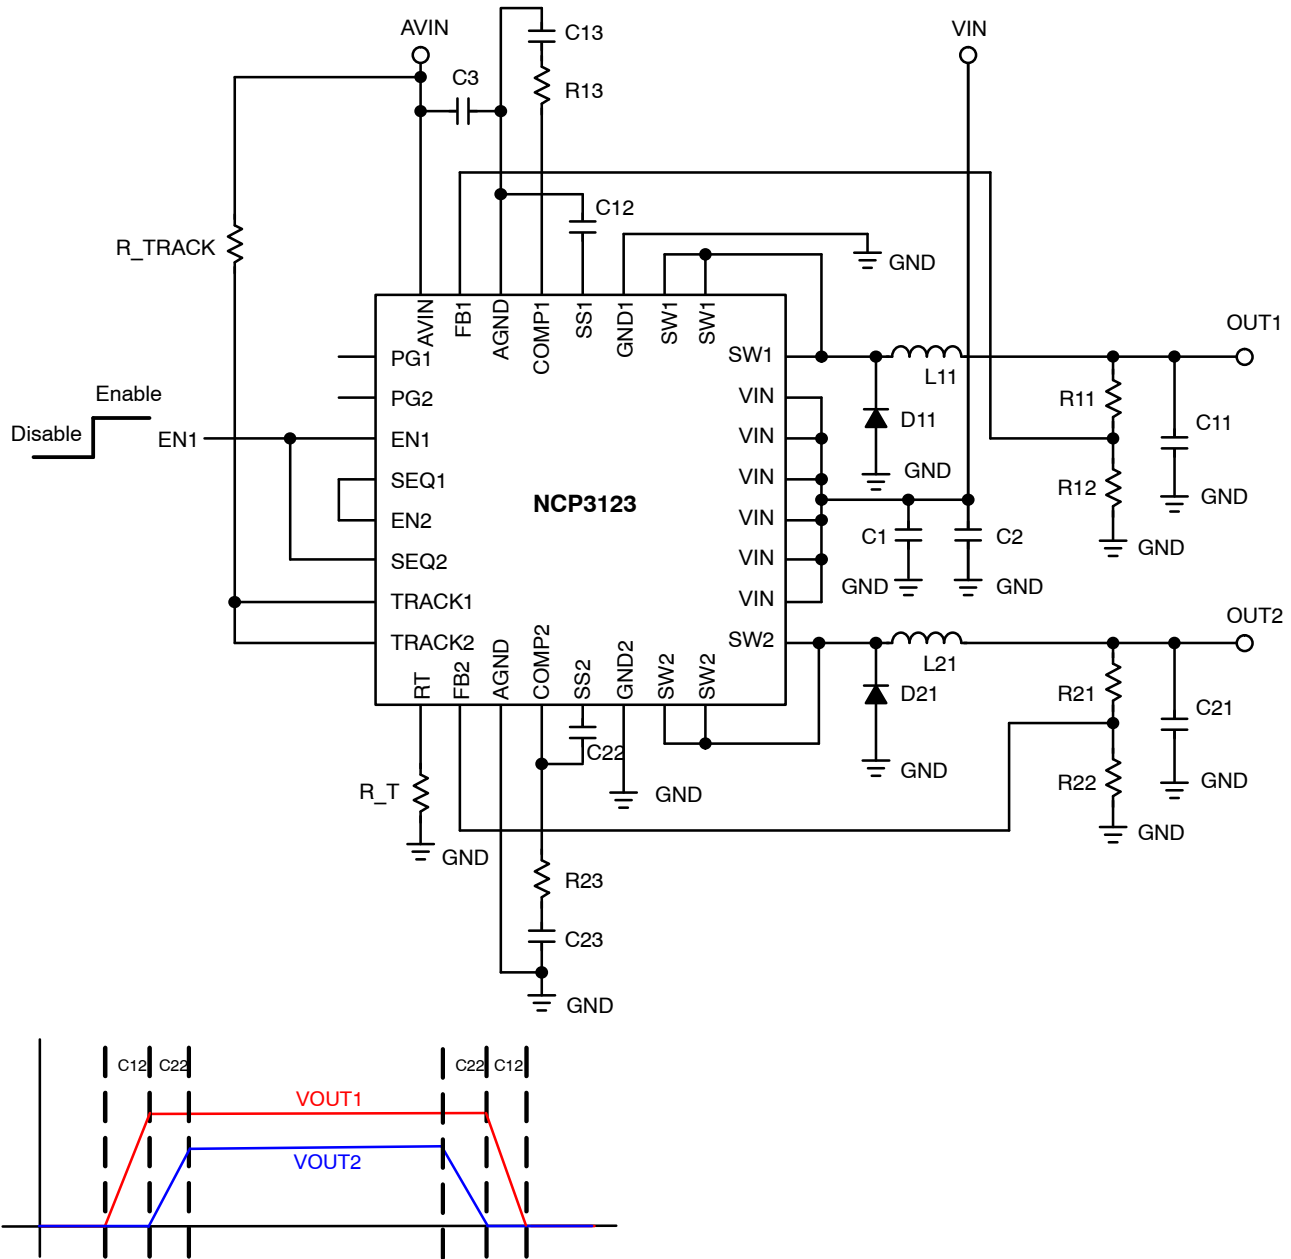 AVIN
VIN
C13
C3
R13
C12
R_TRACK
GND
AVIN
FB1
AGND
COMP1
SS1
GND1
SW1
SW1
OUT1
PG1
SW1
L11
Enable
PG2
VIN
R11
D11
C11
Disable
EN1
EN1
VIN
GND
SEQ1
VIN
R12
GND
NCP3123
EN2
VIN
C1
C2
GND
SEQ2
VIN
GND
GND
TRACK1
VIN
OUT2
TRACK2
SW2
L21
RT
FB2
AGND
COMP2
SS2
GND2
SW2
SW2
D21
R21
C21
C22
GND
R22
GND
R_T
GND
GND
GND
R23
C23
GND
C12
C22
C22
C12
VOUT1
VOUT2